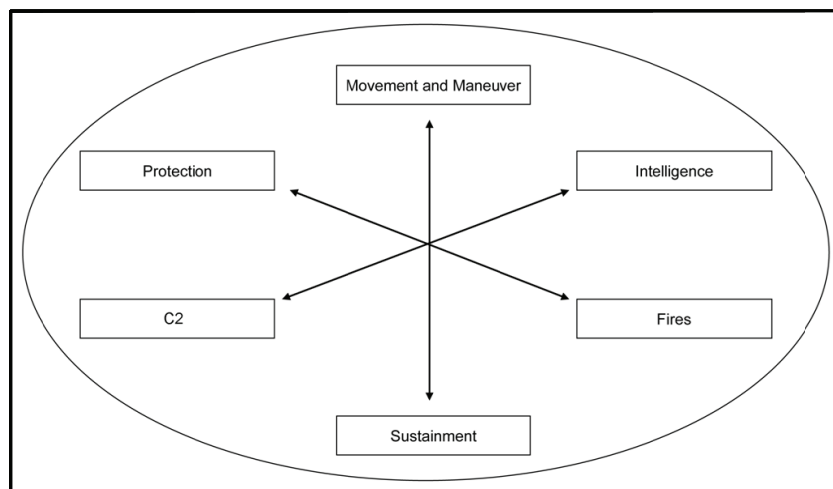 Movement and Maneuver
Protection
Intelligence
C2
Fires
Sustainment